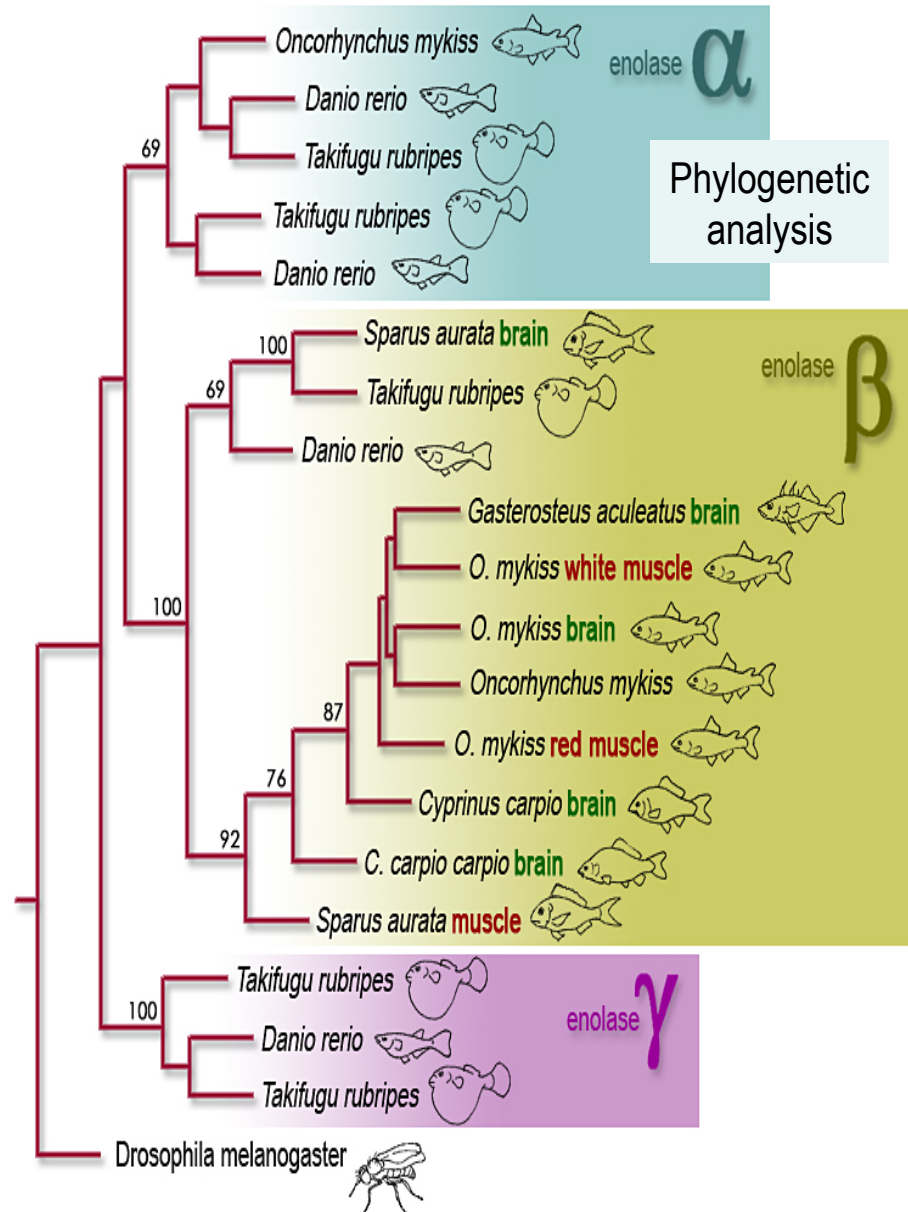 Oncorhynchus mykiss
enolase α
Danio rerio
69
Takifugu rubripes
Phylogenetic
analysis
Takifugu rubripes
Danio rerio
Sparus aurata brain
100
enolase β
Takifugu rubripes
69
Danio rerio
Gasterosteus aculeatus brain
O. mykiss white muscle
100
O. mykiss brain
Oncorhynchus mykiss
87
O. mykiss red muscle
76
Cyprinus carpio brain
92
C. carpio carpio brain
Sparus aurata muscle
Takifugu rubripes
100
enolase γ
Danio rerio
Takifugu rubripes
Drosophila melanogaster